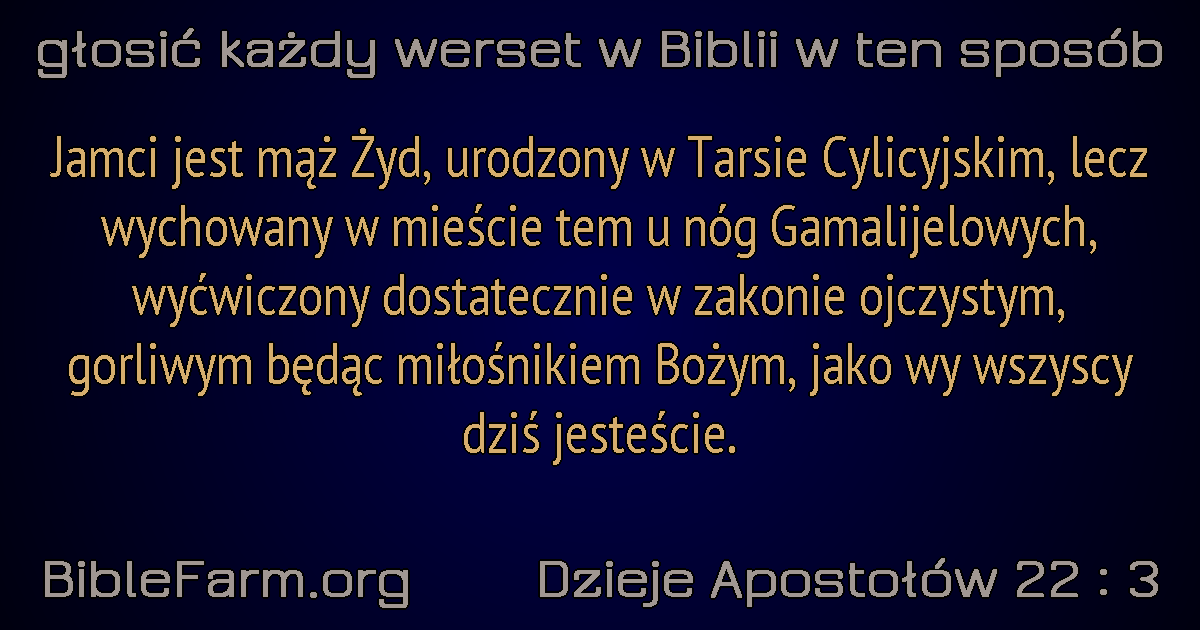 głosić każdy werset w Biblii w ten sposób
Jamci jest mąż Żyd, urodzony w Tarsie Cylicyjskim, lecz
wychowany w mieście tem u nóg Gamalijelowych,
wyćwiczony dostatecznie w zakonie ojczystym,
gorliwym będąc miłośnikiem Bożym, jako wy wszyscy
dziś jesteście.
BibleFarm.org
Dzieje Apostołów 22 : 3